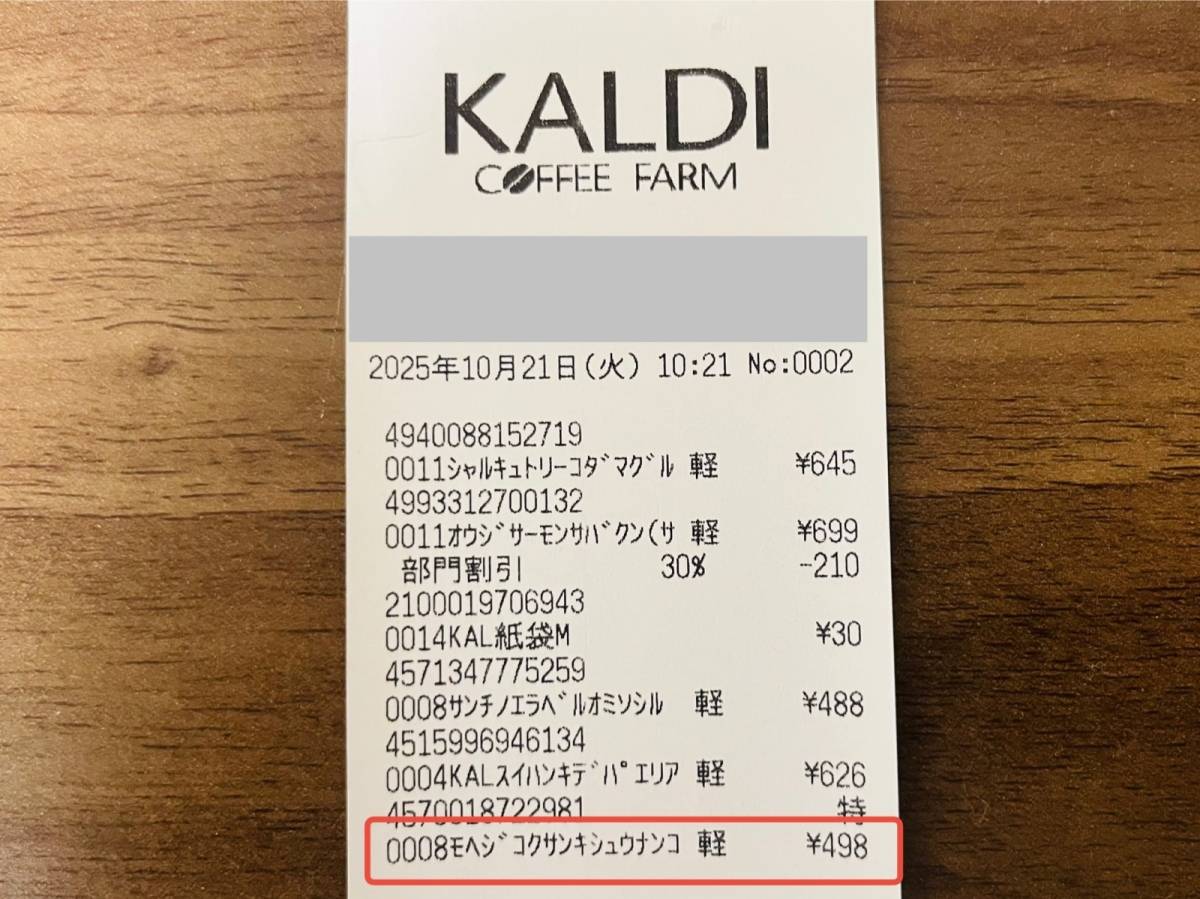 KALDI
COFFEE FARM
2025年10月21日(火) 10:21 No:0002
4940088152719
0011シャルキュトリーコダマグル 軽 ¥645
4993312700132
0011オウジサーモンサバクン(サ 軽 ¥699
部門割引 30% -210
2100019706943
0014KAL紙袋M ¥30
4571347775259
0008サンチノエラベルオミソシル 軽 ¥488
4515996946134
0004KALスイハンキデパエリア 軽 ¥626
4570018722981 特
0008モヘジコクサンキシュウナンコ 軽 ¥498